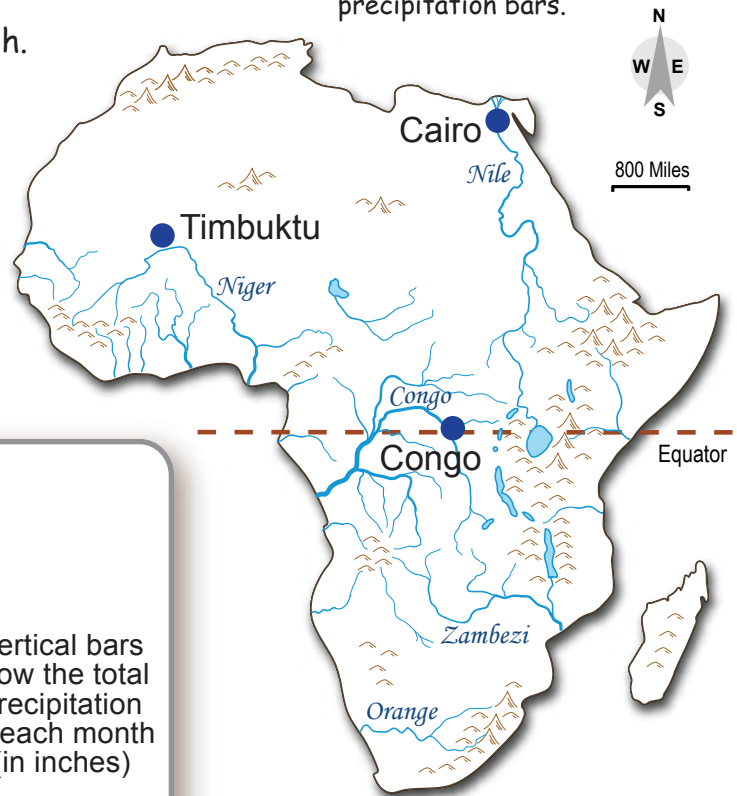 precipitation bars.
h.
N
W E
S
800 Miles
Cairo
Nile
Timbuktu
Niger
Congo
Congo
Equator
Zambezi
Orange
ertical bars
ow the total
recipitation
each month
(in inches)